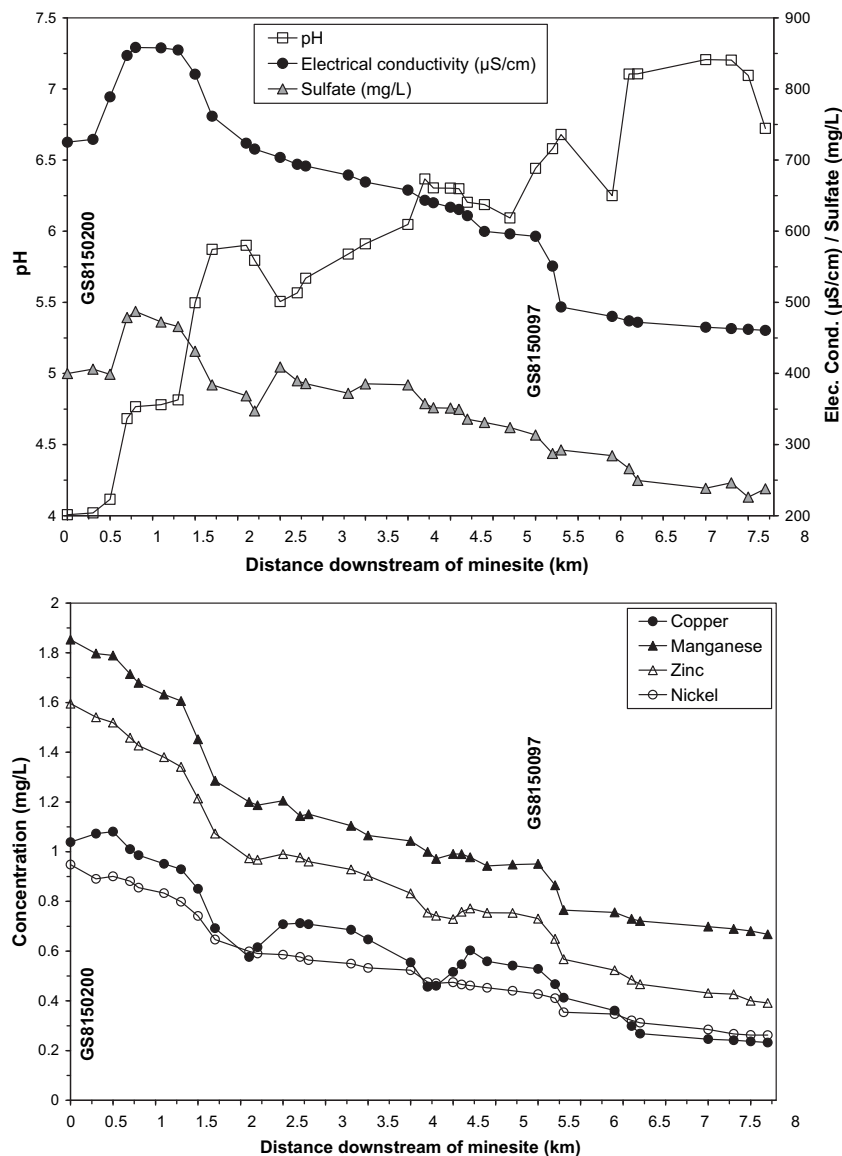 7.5
7
6.5
6
5.5
5
4.5
4
pH
900
800
700
600
500
400
300
200
Elec. Cond. (µS/cm) / Sulfate (mg/L)
pH
Electrical conductivity (µS/cm)
Sulfate (mg/L)
GS8150200
GS8150097
0 0.5 1 1.5 2 2.5 3 3.5 4 4.5 5 5.5 6 6.5 7 7.5 8
Distance downstream of minesite (km)
2
1.8
1.6
1.4
1.2
1
0.8
0.6
0.4
0.2
0
Concentration (mg/L)
Copper
Manganese
Zinc
Nickel
GS8150097
GS8150200
0 0.5 1 1.5 2 2.5 3 3.5 4 4.5 5 5.5 6 6.5 7 7.5 8
Distance downstream of minesite (km)